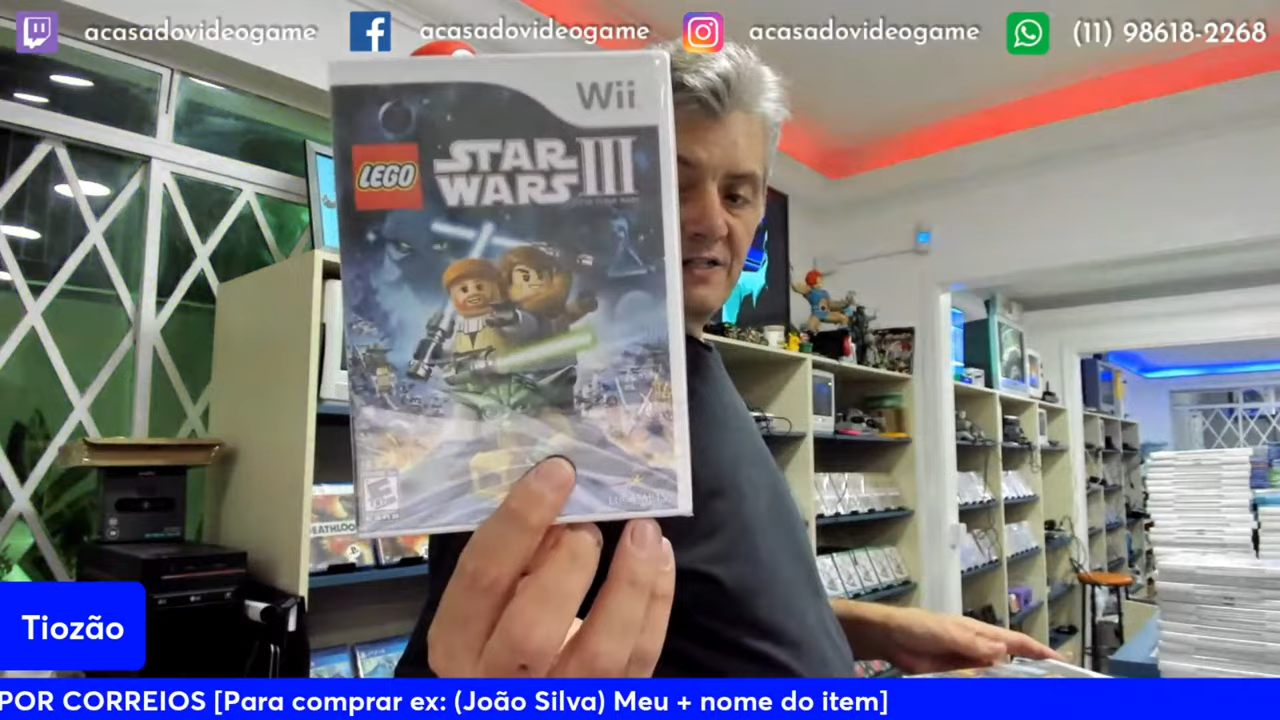 acasadovideogame
acasadovideogame
acasadovideogame
(11) 98618-2268
Wii
LEGO
STAR WARS III
DEATHLOOP
Tiozão
POR CORREIOS [Para comprar ex: (João Silva) Meu + nome do item]